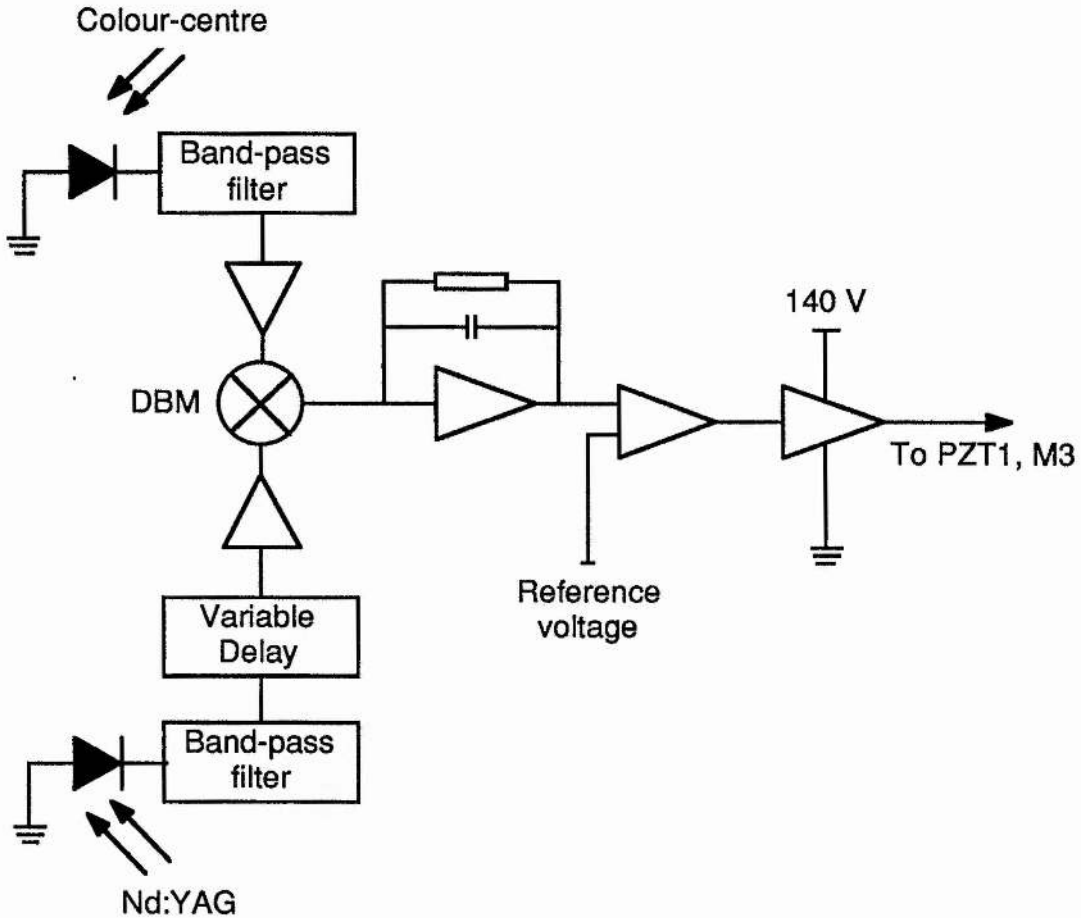 Colour-centre
Band-pass
filter
140 V
DBM
To PZT1, M3
Reference
voltage
Variable
Delay
Band-pass
filter
Nd:YAG